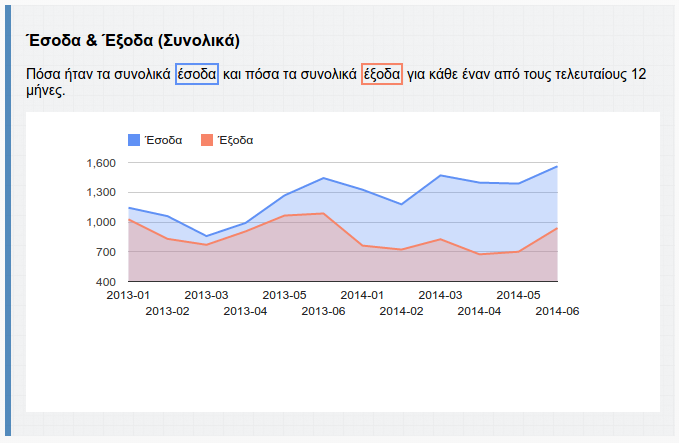 Έσοδα & Έξοδα (Συνολικά)
Πόσα ήταν τα συνολικά έσοδα και πόσα τα συνολικά έξοδα για κάθε έναν από τους τελευταίους 12
μήνες.
Έσοδα Έξοδα
1,600
1,300
1,000
700
400
2013-01 2013-03 2013-05 2014-01 2014-03 2014-05
2013-02 2013-04 2013-06 2014-02 2014-04 2014-06